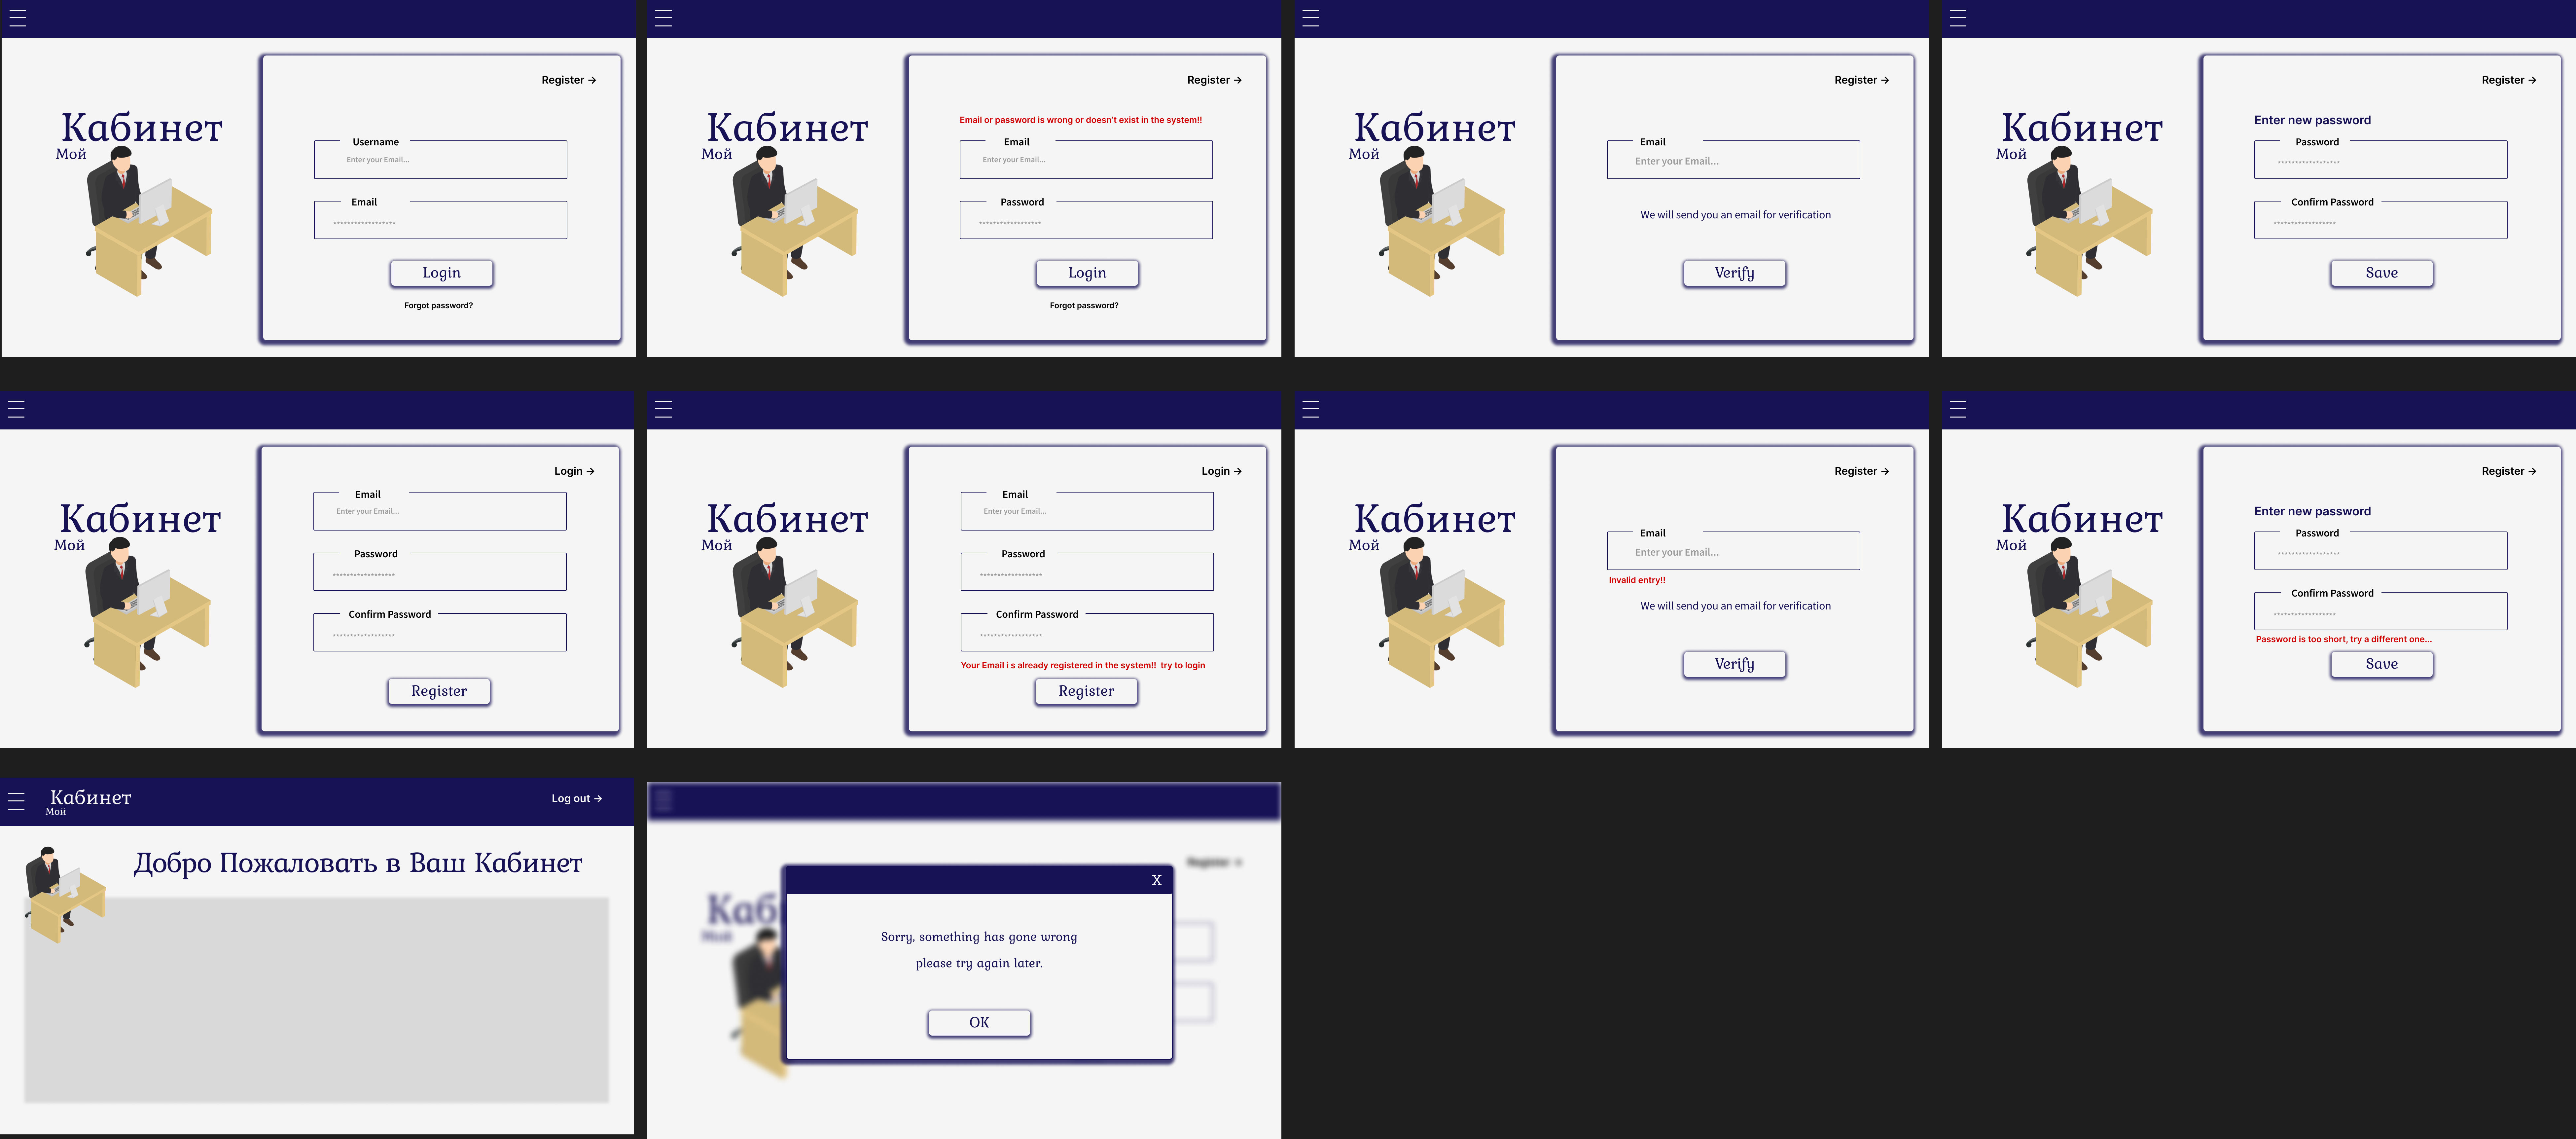 Register →
Кабинет
Мой
Username
Enter your Email...
Email
******************
Login
Forgot password?
Register →
Кабинет
Мой
Email or password is wrong or doesn't exist in the system!!
Email
Enter your Email...
Password
******************
Login
Forgot password?
Register →
Кабинет
Мой
Email
Enter your Email...
We will send you an email for verification
Verify
Register →
Кабинет
Мой
Enter new password
Password
******************
Confirm Password
******************
Save
Login →
Кабинет
Мой
Email
Enter your Email...
Password
******************
Confirm Password
******************
Register
Login →
Кабинет
Мой
Email
Enter your Email...
Password
******************
Confirm Password
******************
Your Email i s already registered in the system!! try to login
Register
Register →
Кабинет
Мой
Email
Enter your Email...
Invalid entry!!
We will send you an email for verification
Verify
Register →
Кабинет
Мой
Enter new password
Password
******************
Confirm Password
******************
Password is too short, try a different one...
Save
Кабинет
Мой
Log out →
Добро Пожаловать в Ваш Кабинет
Register →
Каб
Мой
X
Sorry, something has gone wrong
please try again later.
OK